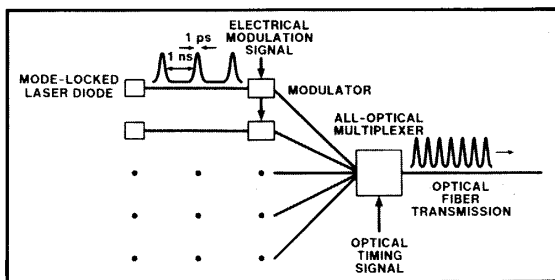 ELECTRICAL
MODULATION
SIGNAL
1 ps
1 ns
MODE-LOCKED
LASER DIODE
MODULATOR
ALL-OPTICAL
MULTIPLEXER
OPTICAL
FIBER
TRANSMISSION
OPTICAL
TIMING
SIGNAL